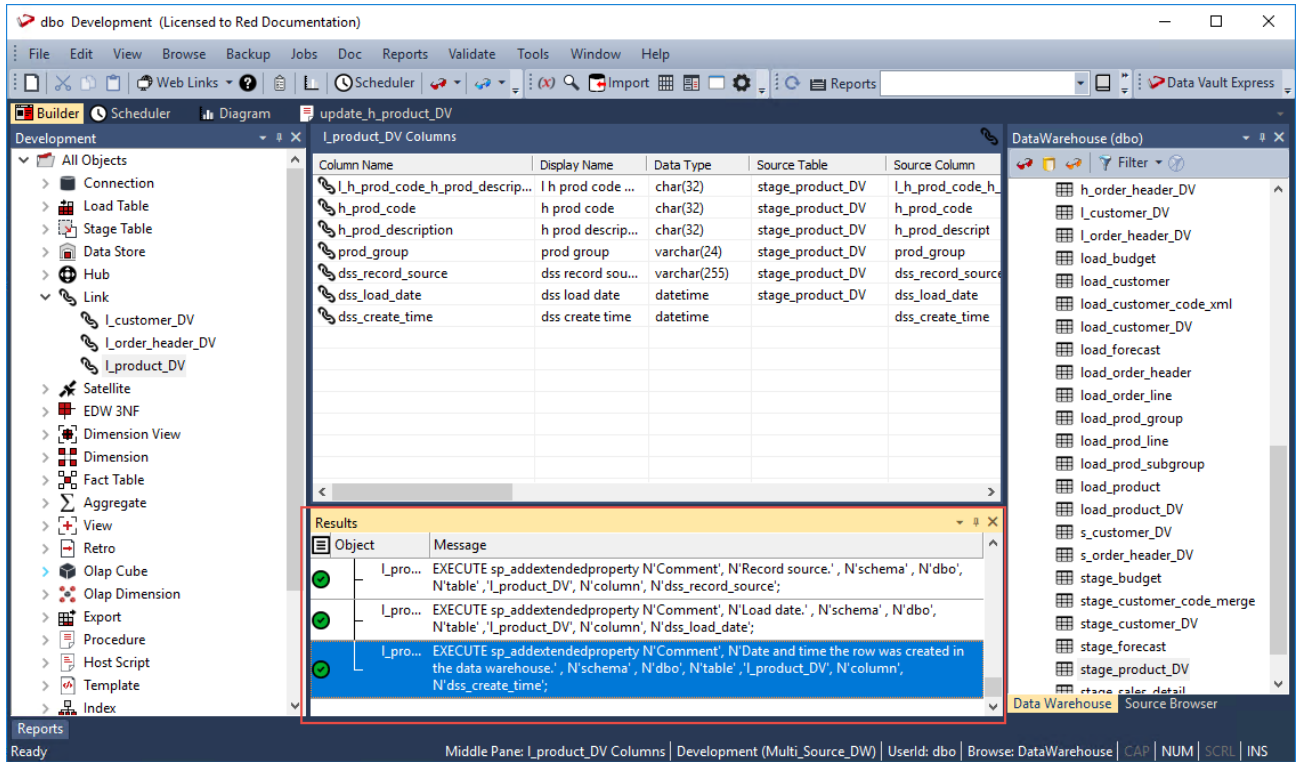 dbo Development (Licensed to Red Documentation)
File Edit View Browse Backup Jobs Doc Reports Validate Tools Window Help
Web Links Scheduler (x) Import Reports Data Vault Express
Builder Scheduler Diagram update_h_product_DV
Development
All Objects
Connection
Load Table
Stage Table
Data Store
Hub
Link
l_customer_DV
l_order_header_DV
l_product_DV
Satellite
EDW 3NF
Dimension View
Dimension
Fact Table
Aggregate
View
Retro
Olap Cube
Olap Dimension
Export
Procedure
Host Script
Template
Index
l_product_DV Columns
Column Name Display Name Data Type Source Table Source Column
l_h_prod_code_h_prod_descrip... l h prod code ... char(32) stage_product_DV l_h_prod_code_h_
h_prod_code h prod code char(32) stage_product_DV h_prod_code
h_prod_description h prod descrip... char(32) stage_product_DV h_prod_descript
prod_group prod group varchar(24) stage_product_DV prod_group
dss_record_source dss record sou... varchar(255) stage_product_DV dss_record_source
dss_load_date dss load date datetime stage_product_DV dss_load_date
dss_create_time dss create time datetime dss_create_time
Results
Object Message
l_pro... EXECUTE sp_addextendedproperty N'Comment', N'Record source.' , N'schema' , N'dbo',
N'table' ,'l_product_DV', N'column', N'dss_record_source';
l_pro... EXECUTE sp_addextendedproperty N'Comment', N'Load date.' , N'schema' , N'dbo',
N'table' ,'l_product_DV', N'column', N'dss_load_date';
l_pro... EXECUTE sp_addextendedproperty N'Comment', N'Date and time the row was created in
the data warehouse.' , N'schema' , N'dbo', N'table' ,'l_product_DV', N'column',
N'dss_create_time';
DataWarehouse (dbo)
Filter
h_order_header_DV
l_customer_DV
l_order_header_DV
load_budget
load_customer
load_customer_code_xml
load_customer_DV
load_forecast
load_order_header
load_order_line
load_prod_group
load_prod_line
load_prod_subgroup
load_product
load_product_DV
s_customer_DV
s_order_header_DV
stage_budget
stage_customer_code_merge
stage_customer_DV
stage_forecast
stage_product_DV
stage_sales_detail
Data Warehouse Source Browser
Reports
Ready Middle Pane: l_product_DV Columns Development (Multi_Source_DW) UserId: dbo Browse: DataWarehouse CAP NUM SCRL INS